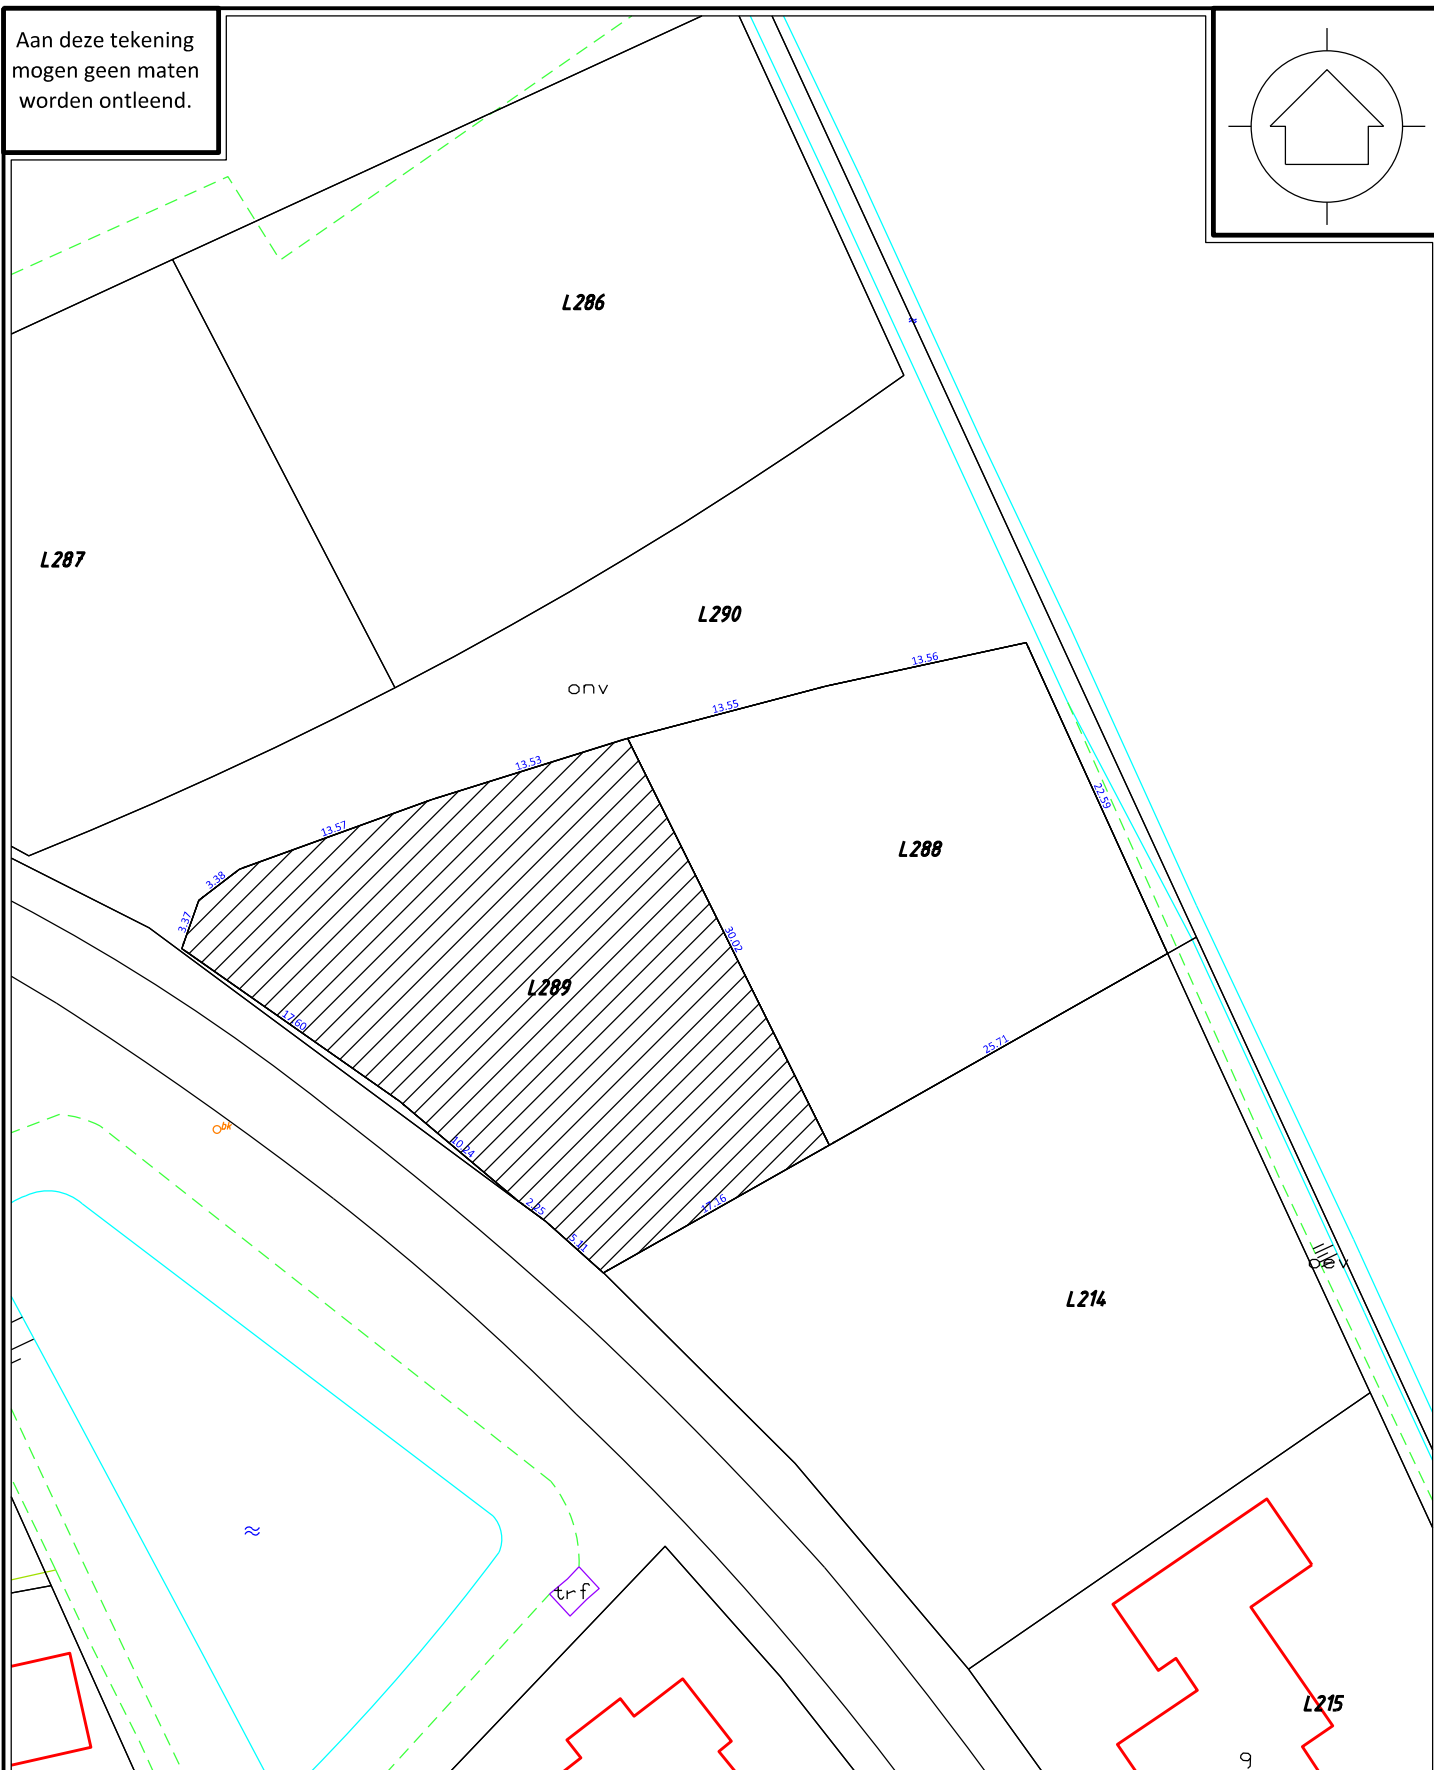 Aan deze tekening
mogen geen maten
worden ontleend.
L286
L287
L290
onv
13.56
13.55
13.53
22.59
13.57
L288
3.38
3.37
30.02
L289
17.60
25.71
bk
10.24
2.25
17.16
5.11
oev
L214
trf
L215
9